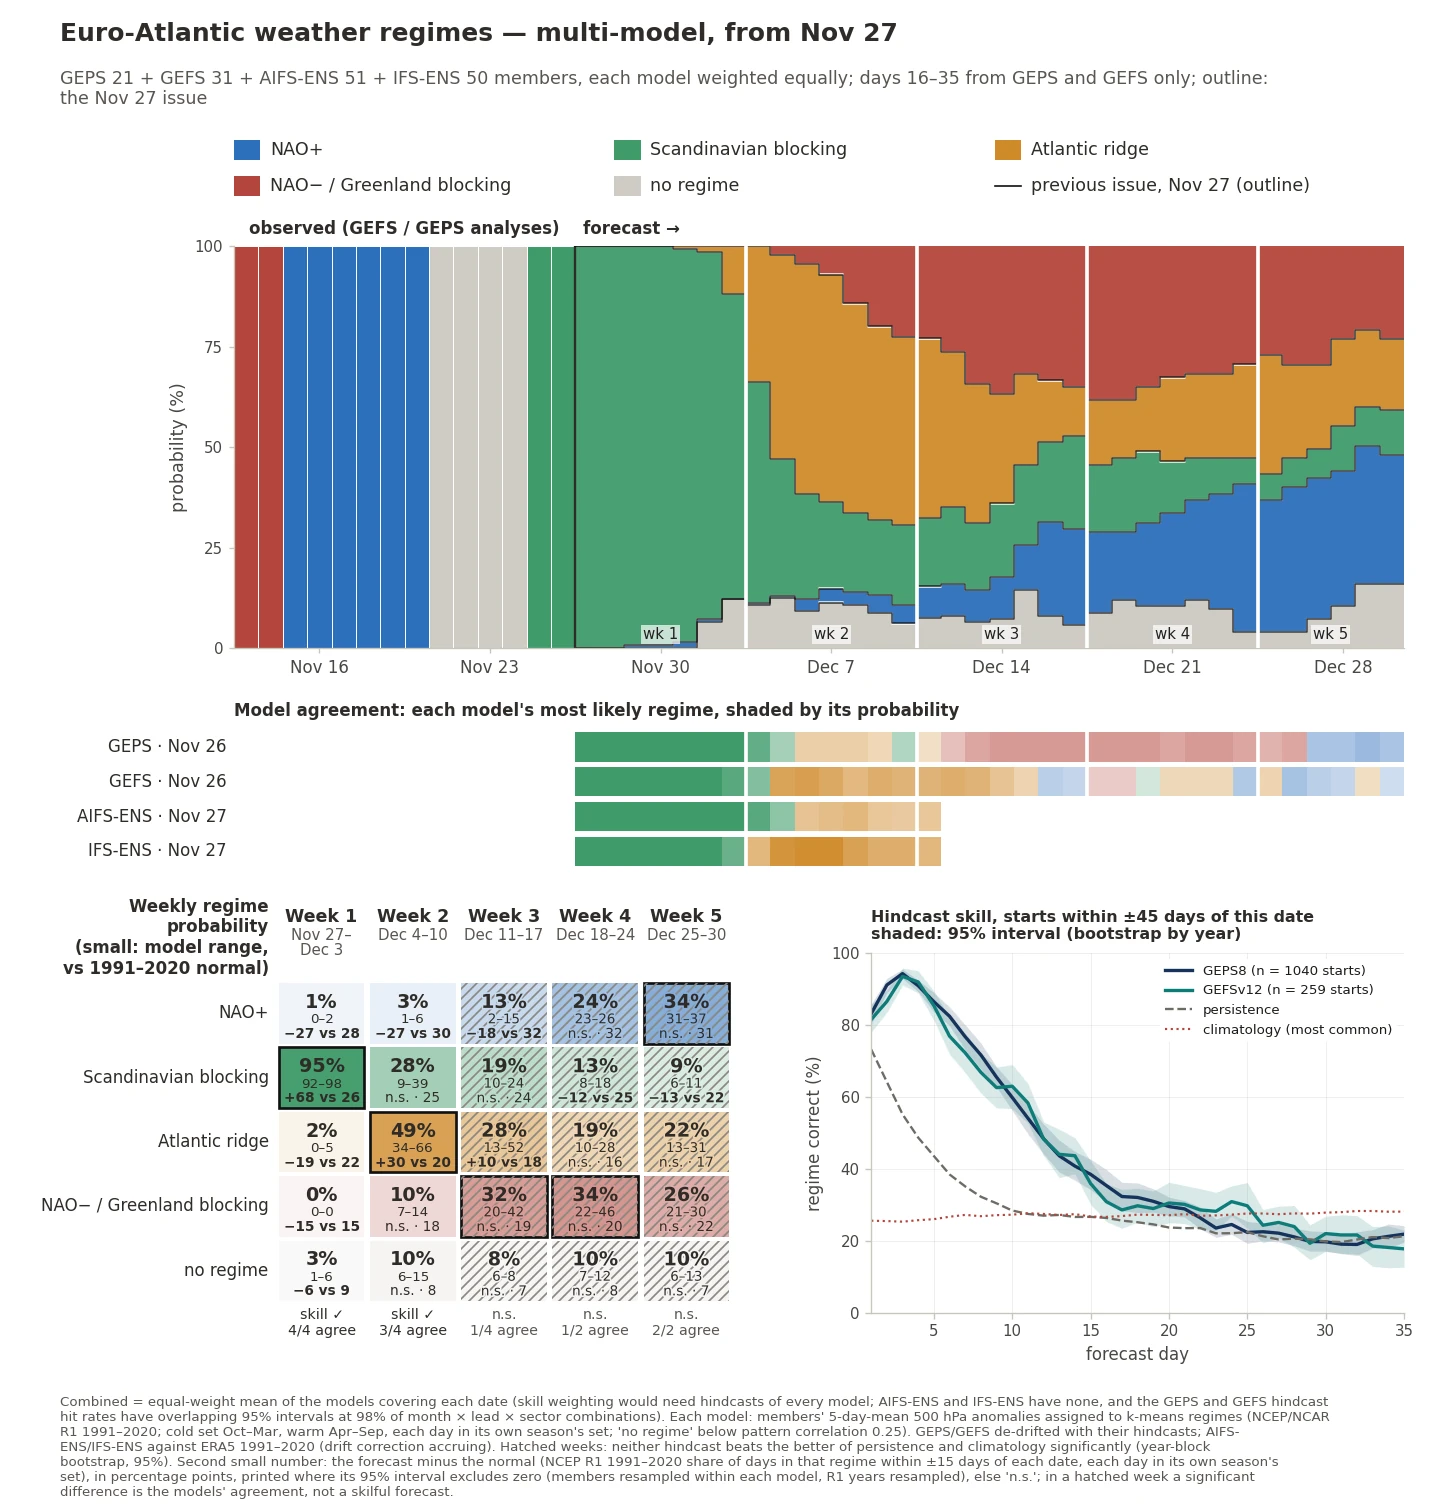 Euro-Atlantic weather regimes — multi-model, from Nov 27
GEPS 21 + GEFS 31 + AIFS-ENS 51 + IFS-ENS 50 members, each model weighted equally; days 16–35 from GEPS and GEFS only; outline:
the Nov 27 issue
NAO+
Scandinavian blocking
Atlantic ridge
NAO− / Greenland blocking
no regime
previous issue, Nov 27 (outline)
observed (GEFS / GEPS analyses)
forecast →
probability (%)
100
75
50
25
0
wk 1
wk 2
wk 3
wk 4
wk 5
Nov 16
Nov 23
Nov 30
Dec 7
Dec 14
Dec 21
Dec 28
Model agreement: each model's most likely regime, shaded by its probability
GEPS · Nov 26
GEFS · Nov 26
AIFS-ENS · Nov 27
IFS-ENS · Nov 27
Weekly regime
probability
(small: model range,
vs 1991–2020 normal)
Week 1
Nov 27–
Dec 3
Week 2
Dec 4–10
Week 3
Dec 11–17
Week 4
Dec 18–24
Week 5
Dec 25–30
NAO+
1%
0–2
−27 vs 28
3%
1–6
−27 vs 30
13%
2–15
−18 vs 32
24%
23–26
n.s. · 32
34%
31–37
n.s. · 31
Scandinavian blocking
95%
92–98
+68 vs 26
28%
9–39
n.s. · 25
19%
10–24
n.s. · 24
13%
8–18
−12 vs 25
9%
6–11
−13 vs 22
Atlantic ridge
2%
0–5
−19 vs 22
49%
34–66
+30 vs 20
28%
13–52
+10 vs 18
19%
10–28
n.s. · 16
22%
13–31
n.s. · 17
NAO− / Greenland blocking
0%
0–0
−15 vs 15
10%
7–14
n.s. · 18
32%
20–42
n.s. · 19
34%
22–46
n.s. · 20
26%
21–30
n.s. · 22
no regime
3%
1–6
−6 vs 9
10%
6–15
n.s. · 8
8%
6–8
n.s. · 7
10%
7–12
n.s. · 8
10%
6–13
n.s. · 7
skill ✓
4/4 agree
skill ✓
3/4 agree
n.s.
1/4 agree
n.s.
1/2 agree
n.s.
2/2 agree
Hindcast skill, starts within ±45 days of this date
shaded: 95% interval (bootstrap by year)
GEPS8 (n = 1040 starts)
GEFSv12 (n = 259 starts)
persistence
climatology (most common)
regime correct (%)
100
80
60
40
20
0
5
10
15
20
25
30
35
forecast day
Combined = equal-weight mean of the models covering each date (skill weighting would need hindcasts of every model; AIFS-ENS and IFS-ENS have none, and the GEPS and GEFS hindcast
hit rates have overlapping 95% intervals at 98% of month × lead × sector combinations). Each model: members' 5-day-mean 500 hPa anomalies assigned to k-means regimes (NCEP/NCAR
R1 1991–2020; cold set Oct–Mar, warm Apr–Sep, each day in its own season's set; 'no regime' below pattern correlation 0.25). GEPS/GEFS de-drifted with their hindcasts; AIFS-
ENS/IFS-ENS against ERA5 1991–2020 (drift correction accruing). Hatched weeks: neither hindcast beats the better of persistence and climatology significantly (year-block
bootstrap, 95%). Second small number: the forecast minus the normal (NCEP R1 1991–2020 share of days in that regime within ±15 days of each date, each day in its own season's
set), in percentage points, printed where its 95% interval excludes zero (members resampled within each model, R1 years resampled), else 'n.s.'; in a hatched week a significant
difference is the models' agreement, not a skilful forecast.